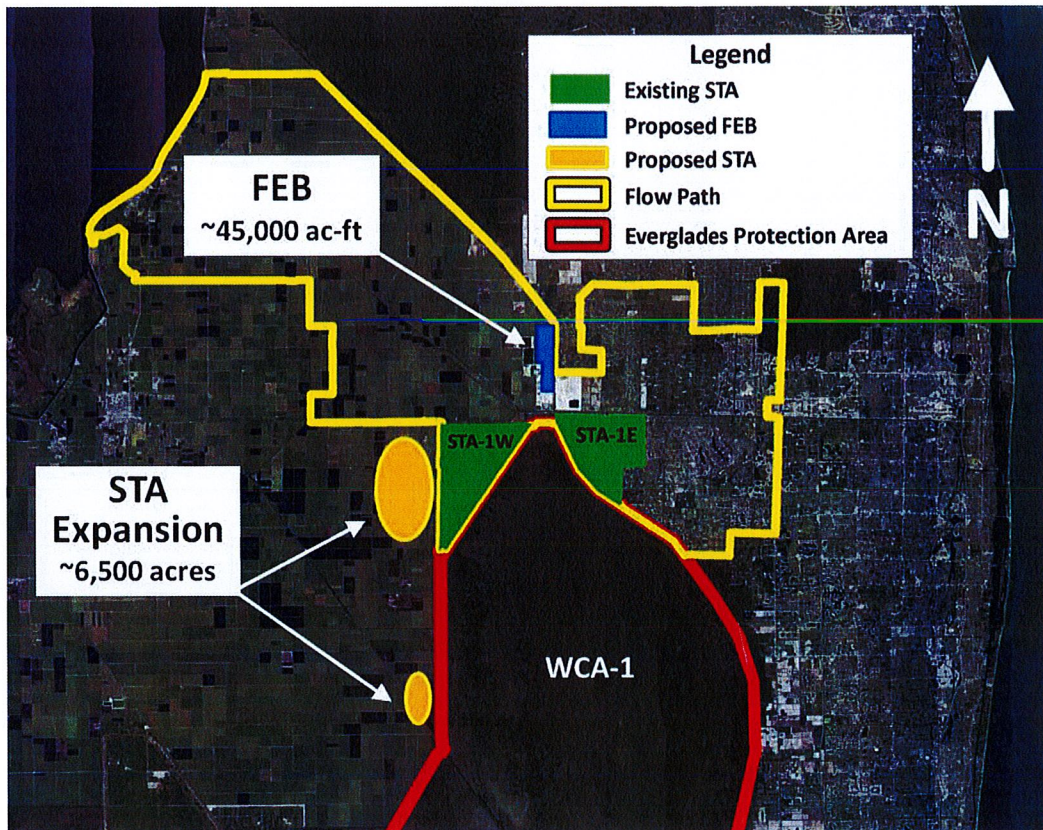 Legend
Existing STA
Proposed FEB
Proposed STA
Flow Path
Everglades Protection Area
N
FEB
~45,000 ac-ft
STA-1W
STA-1E
STA
Expansion
~6,500 acres
WCA-1